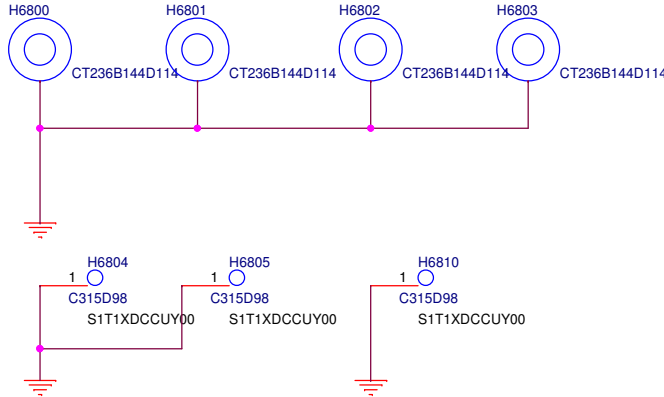 H6800 H6801 H6802 H6803
CT236B144D114 CT236B144D114 CT236B144D114 CT236B144D114
H6804 H6805 H6810
1 1 1
C315D98 C315D98 C315D98
S1T1XDCCUY00 S1T1XDCCUY00 S1T1XDCCUY00